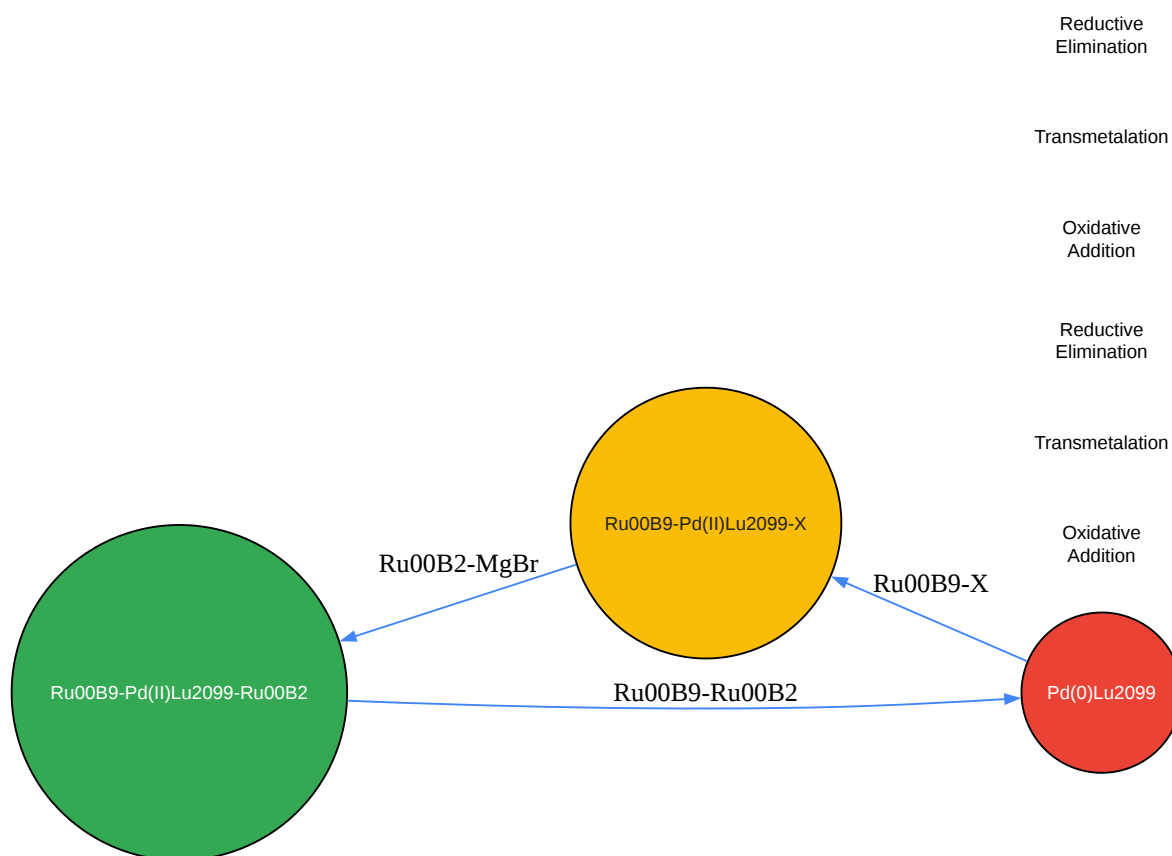 Reductive
Elimination
Transmetalation
Oxidative
Addition
Reductive
Elimination
Transmetalation
Ru00B9-Pd(II)Lu2099-X
Oxidative
Addition
Ru00B2-MgBr
Ru00B9-X
Ru00B9-Pd(II)Lu2099-Ru00B2
Ru00B9-Ru00B2
Pd(0)Lu2099